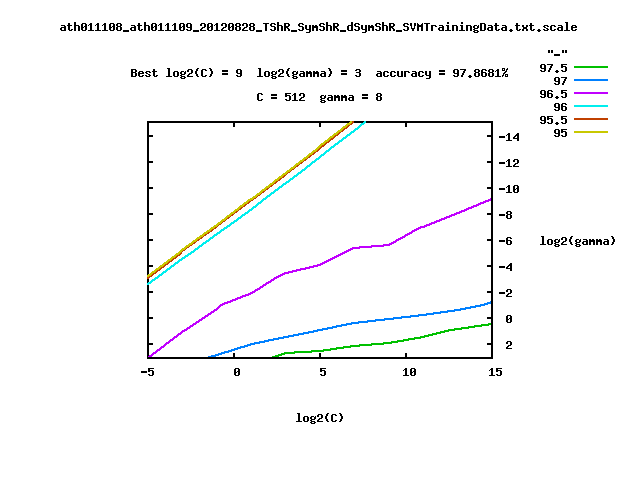 ath011108_ath011109_20120828_TShR_SymShR_dSymShR_SVMTrainingData.txt.scale
Best log2(C) = 9  log2(gamma) = 3  accuracy = 97.8681%
C = 512  gamma = 8
"-"
97.5
97
96.5
96
95.5
95
-14
-12
-10
-8
-6
-4
-2
0
2
log2(gamma)
-5 0 5 10 15
log2(C)